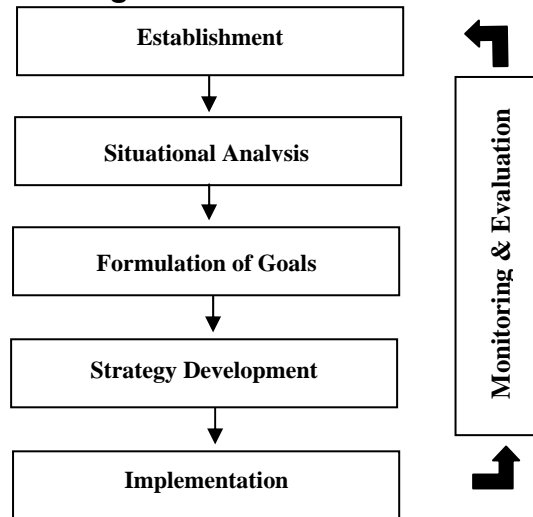 Establishment
Situational Analysis
Formulation of Goals
Strategy Development
Implementation
Monitoring & Evaluation